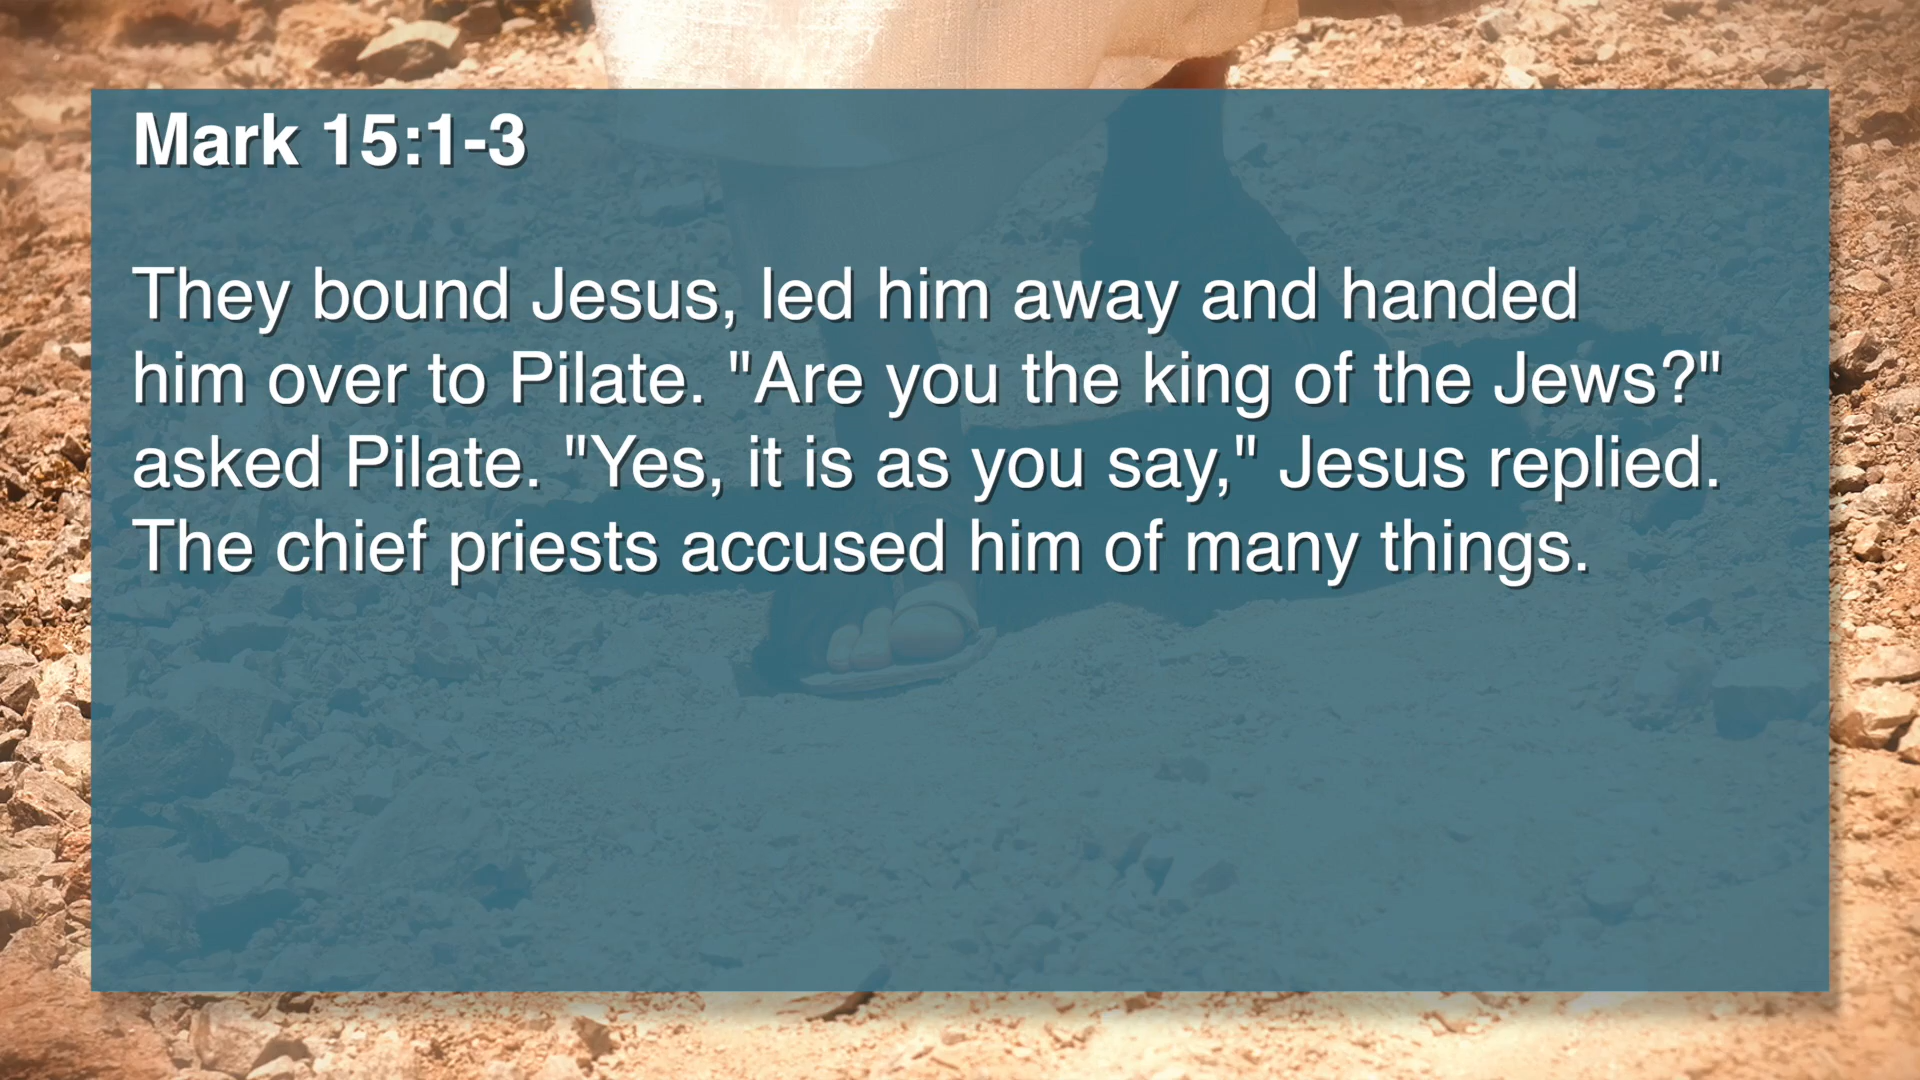 Mark 15:1-3
They bound Jesus, led him away and handed
him over to Pilate. "Are you the king of the Jews?"
asked Pilate. "Yes, it is as you say," Jesus replied.
The chief priests accused him of many things.